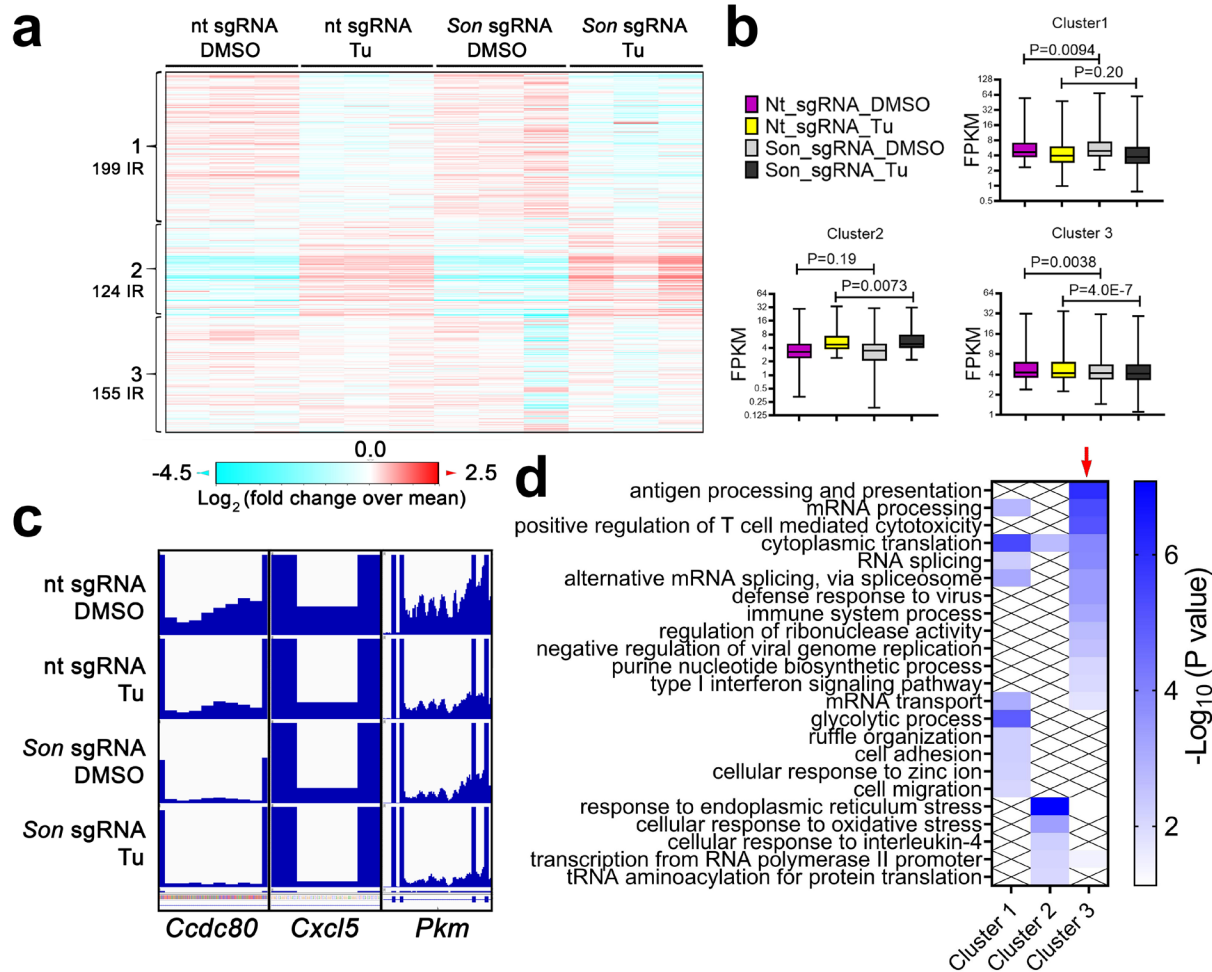 a
nt sgRNA
DMSO
nt sgRNA
Tu
Son sgRNA
DMSO
Son sgRNA
Tu
1
199 IR
2
124 IR
3
155 IR
0.0
-4.5
2.5
Log2 (fold change over mean)
b
Nt_sgRNA_DMSO
Nt_sgRNA_Tu
Son_sgRNA_DMSO
Son_sgRNA_Tu
Cluster1
P=0.0094
P=0.20
FPKM
128
64
32
16
8
4
2
1
0.5
Cluster2
P=0.19
P=0.0073
FPKM
64
32
16
8
4
2
1
0.5
0.25
0.125
Cluster 3
P=0.0038
P=4.0E-7
FPKM
64
32
16
8
4
2
1
c
nt sgRNA
DMSO
nt sgRNA
Tu
Son sgRNA
DMSO
Son sgRNA
Tu
Ccdc80
Cxcl5
Pkm
d
antigen processing and presentation
mRNA processing
positive regulation of T cell mediated cytotoxicity
cytoplasmic translation
RNA splicing
alternative mRNA splicing, via spliceosome
defense response to virus
immune system process
regulation of ribonuclease activity
negative regulation of viral genome replication
purine nucleotide biosynthetic process
type I interferon signaling pathway
mRNA transport
glycolytic process
ruffle organization
cell adhesion
cellular response to zinc ion
cell migration
response to endoplasmic reticulum stress
cellular response to oxidative stress
cellular response to interleukin-4
transcription from RNA polymerase II promoter
tRNA aminoacylation for protein translation
Cluster 1
Cluster 2
Cluster 3
6
4
2
-Log10 (P value)